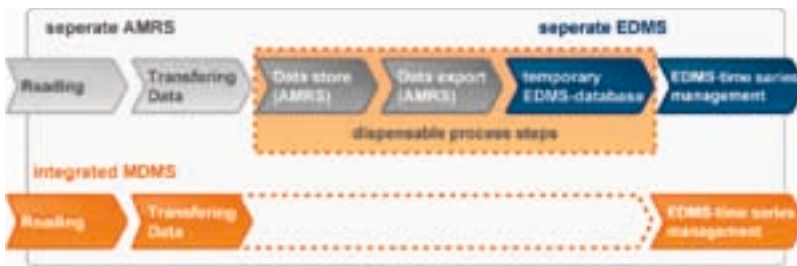 seperate AMRS
seperate EDMS
Reading
Transfering
Data
Data store
(AMRS)
Data export
(AMRS)
temporary
EDMS-database
EDMS-time series
management
dispensable process steps
integrated MDMS
Reading
Transfering
Data
EDMS-time series
management